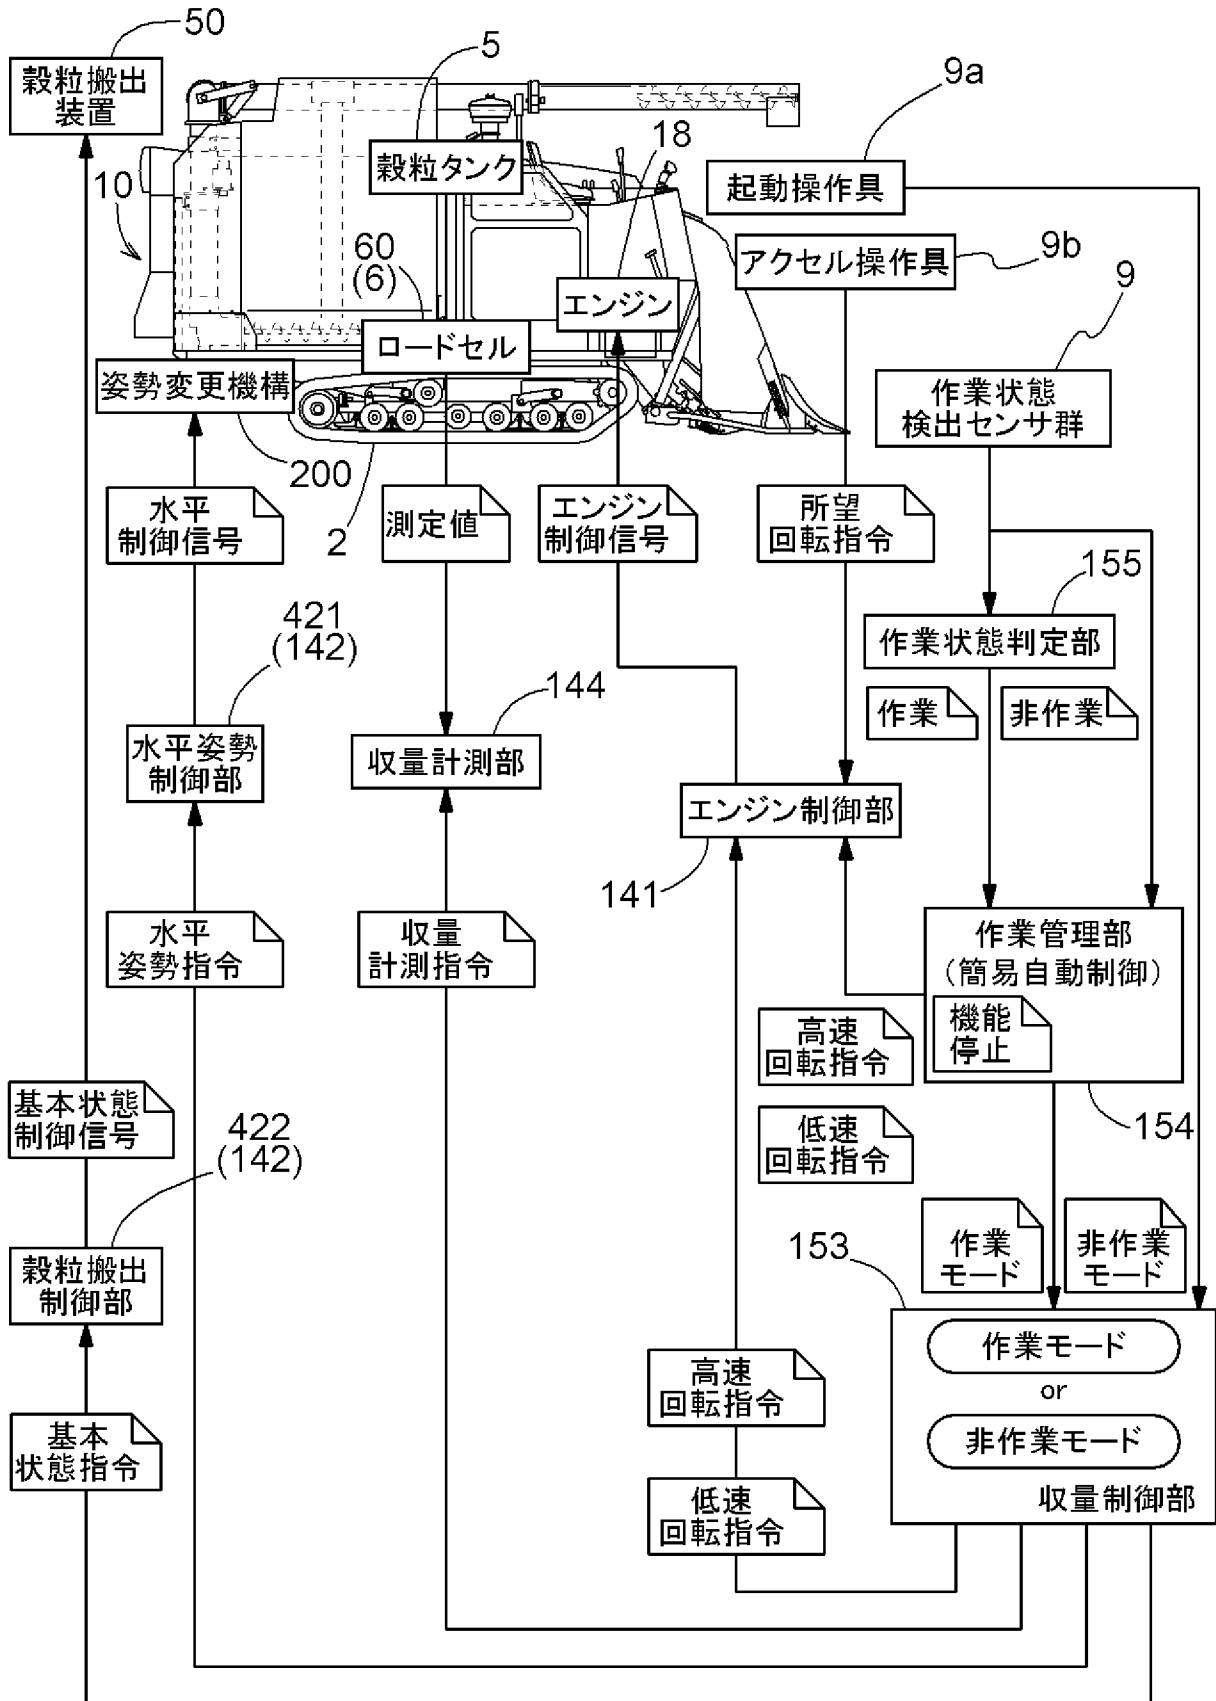 50
穀粒搬出
装置
5
9a
穀粒タンク
18
起動操作具
10
60
(6)
アクセル操作具
9b
9
エンジン
ロードセル
姿勢変更機構
作業状態
検出センサ群
200
2
水平
制御信号
測定値
エンジン
制御信号
所望
回転指令
155
作業状態判定部
421
(142)
144
作業
非作業
水平姿勢
制御部
収量計測部
エンジン制御部
141
水平
姿勢指令
収量
計測指令
作業管理部
(簡易自動制御)
機能
停止
高速
回転指令
154
基本状態
制御信号
422
(142)
低速
回転指令
153
作業
モード
非作業
モード
穀粒搬出
制御部
作業モード
or
非作業モード
収量制御部
高速
回転指令
基本
状態指令
低速
回転指令